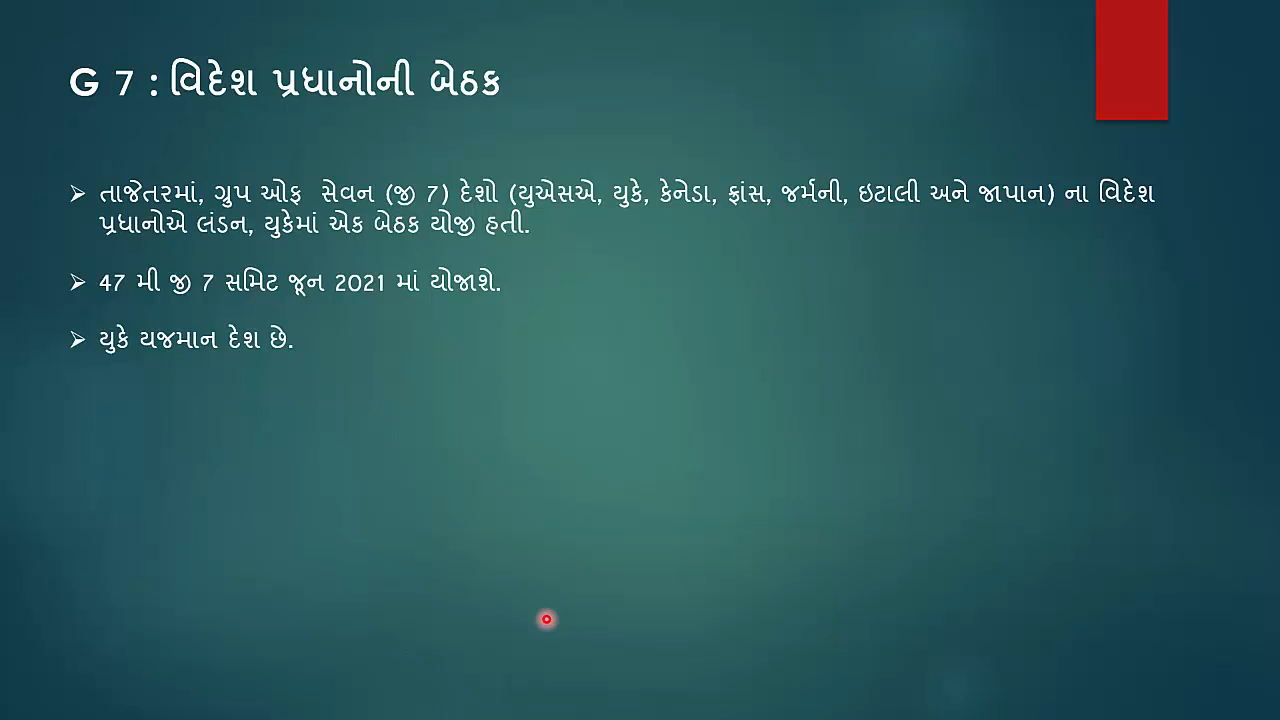 G 7 : વિદેશ પ્રધાનોની બેઠક
તાજેતરમાં, ગ્રુપ ઓફ સેવન (જી 7) દેશો (યુએસએ, યુકે, કેનેડા, ફ્રાંસ, જર્મની, ઇટાલી અને જાપાન) ના વિદેશ
પ્રધાનોએ લંડન, યુકેમાં એક બેઠક યોજી હતી.
47 મી જી 7 સમિટ જૂન 2021 માં યોજાશે.
યુકે યજમાન દેશ છે.